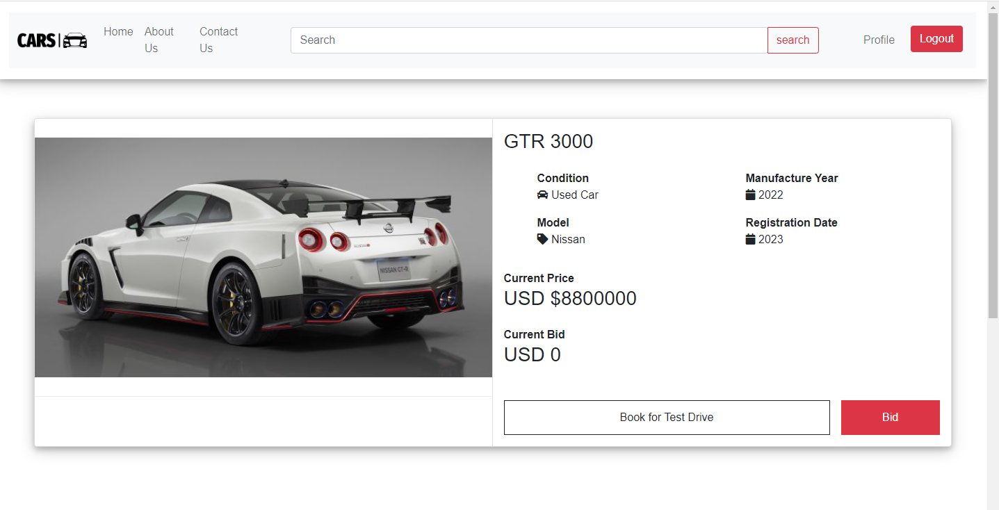 CARS
Home
About Us
Contact Us
Search
search
Profile
Logout
GTR 3000
Condition
Used Car
Manufacture Year
2022
Model
Nissan
Registration Date
2023
Current Price
USD $8800000
Current Bid
USD 0
NISSAN GT-R
Book for Test Drive
Bid